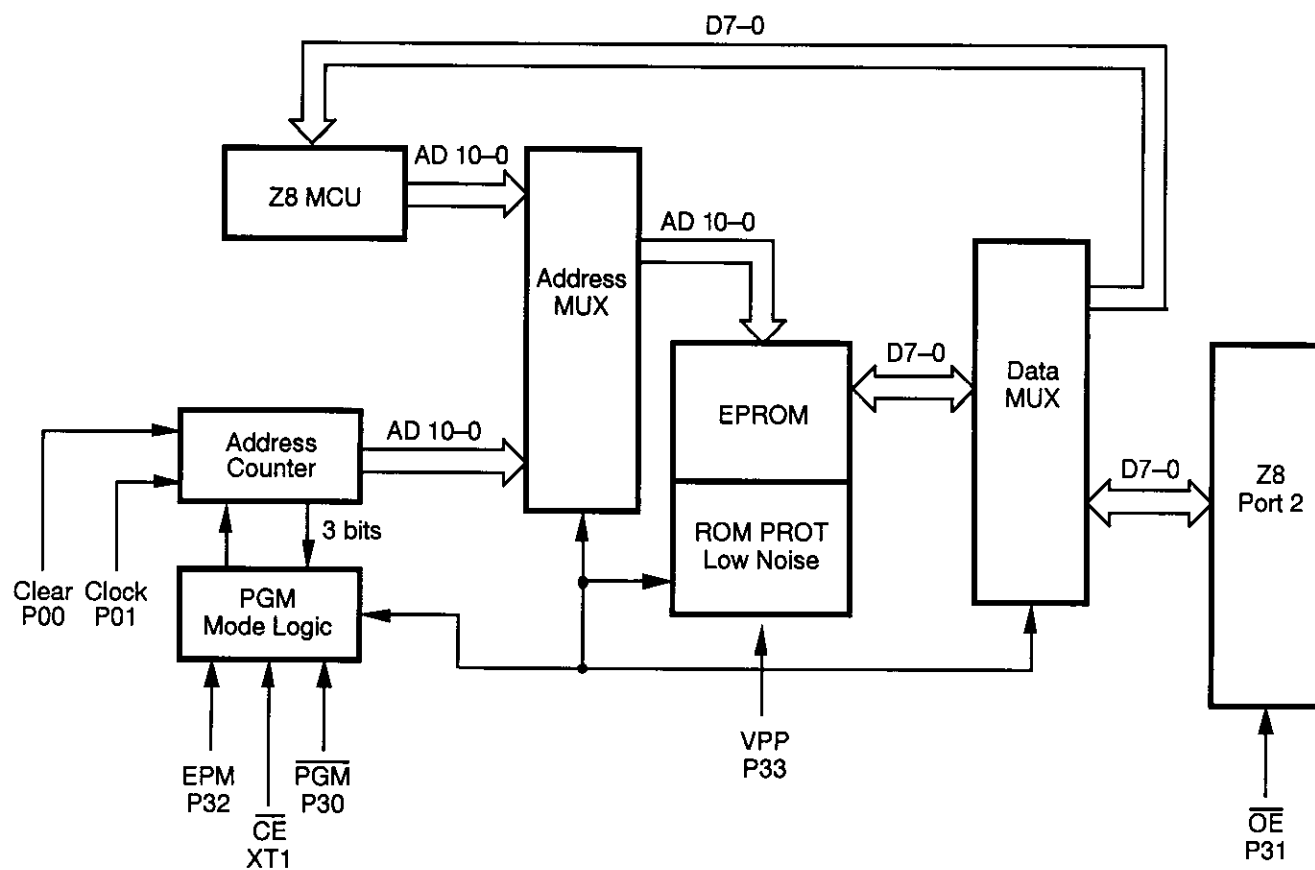 D7–0
Z8 MCU
AD 10–0
Address
MUX
AD 10–0
D7–0
Data
MUX
EPROM
Address
Counter
AD 10–0
D7–0
Z8
Port 2
3 bits
ROM PROT
Low Noise
Clear
P00
Clock
P01
PGM
Mode Logic
VPP
P33
EPM
P32
CE
XT1
PGM
P30
OE
P31